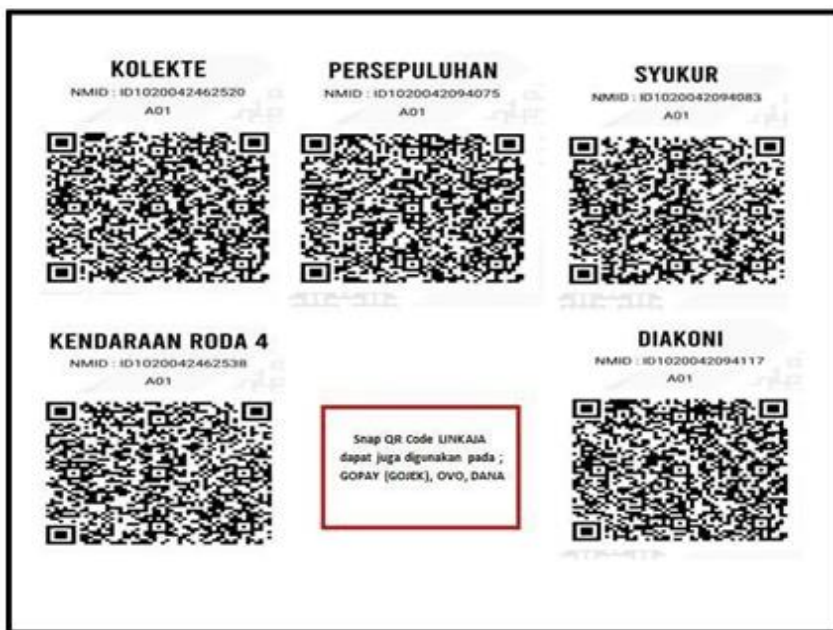 KOLEKTE
NMID : ID1020042462520
A01
PERSEPULUHAN
NMID : ID1020042094075
A01
SYUKUR
NMID : ID1020042094083
A01
KENDARAAN RODA 4
NMID : ID1020042462538
A01
Snap QR Code LINKAJA
dapat juga digunakan pada ;
GOPAY (GOJEK), OVO, DANA
DIAKONI
NMID : ID1020042094117
A01